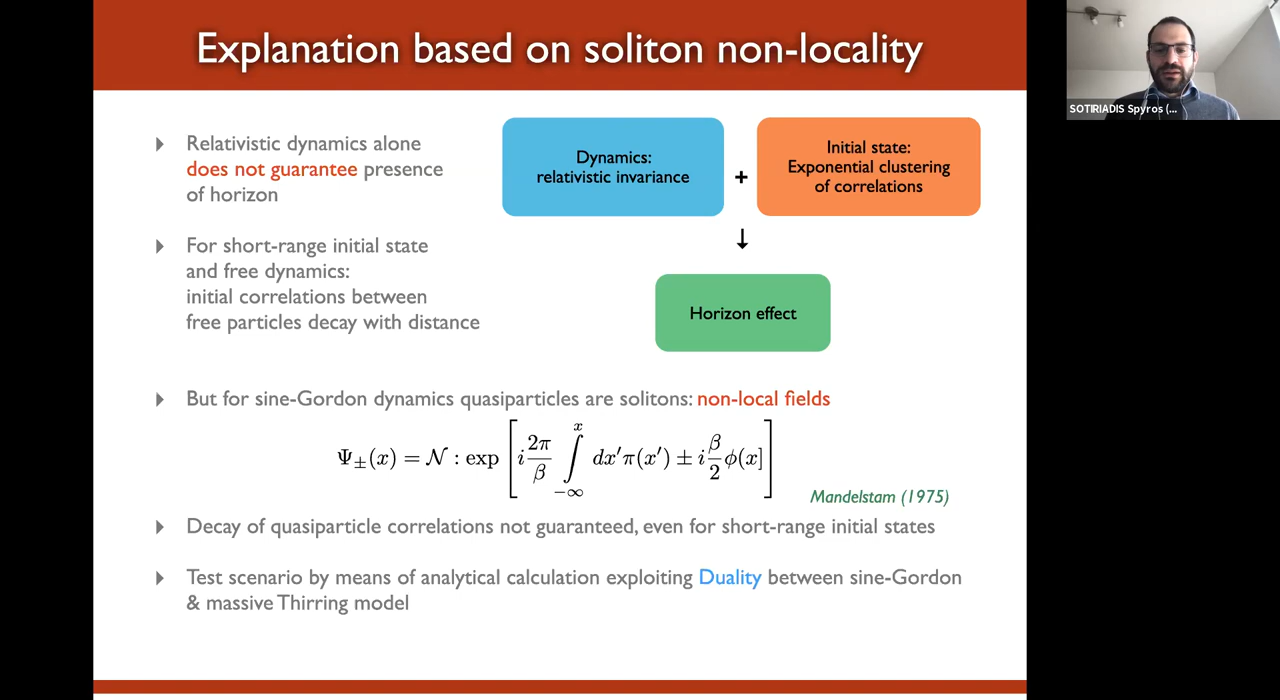 Explanation based on soliton non-locality
SOTIRIADIS Spyros (...
Relativistic dynamics alone
does not guarantee presence
of horizon
Dynamics:
relativistic invariance
+
Initial state:
Exponential clustering
of correlations
↓
Horizon effect
For short-range initial state
and free dynamics:
initial correlations between
free particles decay with distance
But for sine-Gordon dynamics quasiparticles are solitons: non-local fields
Ψ±(x) = 𝒩 : exp [ i 2π/β ∫_{-∞}^{x} dx′π(x′) ± i β/2 φ(x] ]
Mandelstam (1975)
Decay of quasiparticle correlations not guaranteed, even for short-range initial states
Test scenario by means of analytical calculation exploiting Duality between sine-Gordon
& massive Thirring model